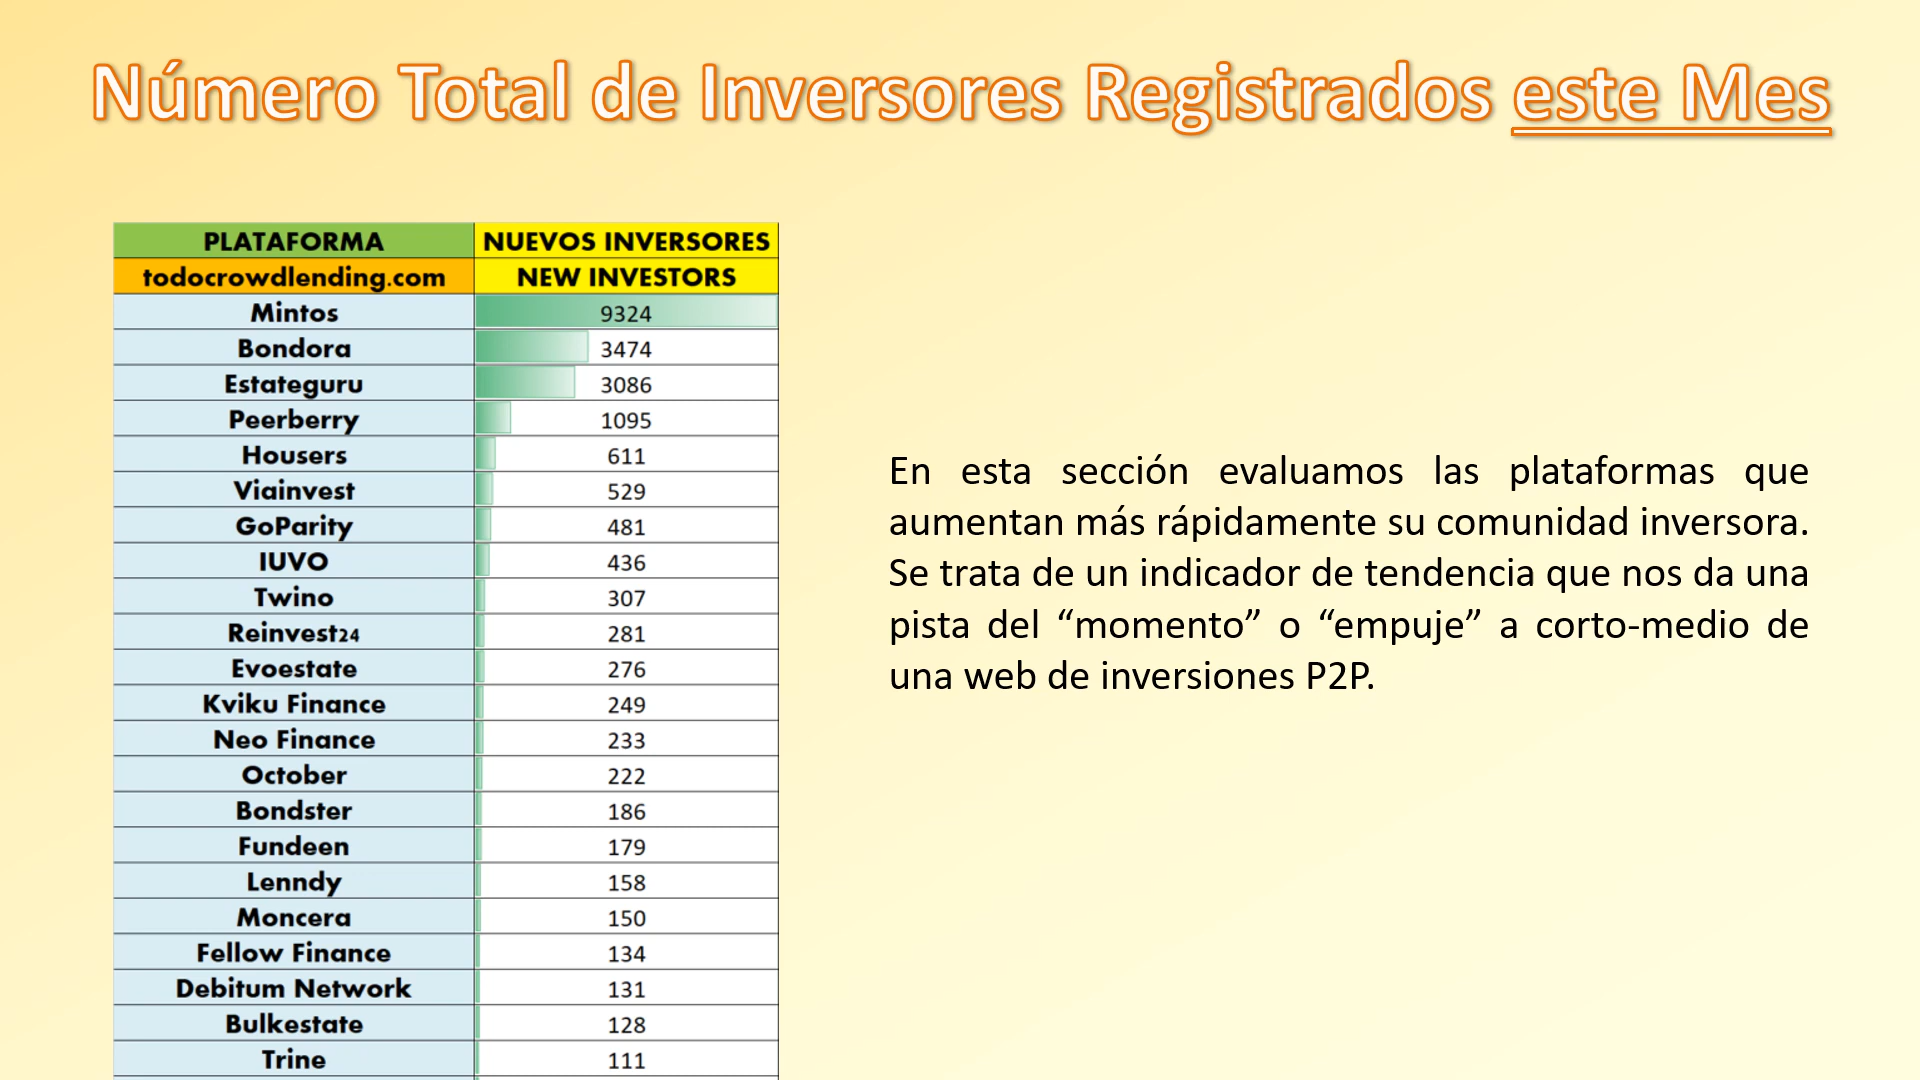 Número Total de Inversores Registrados este Mes
PLATAFORMA NUEVOS INVERSORES
todocrowdlending.com NEW INVESTORS
Mintos 9324
Bondora 3474
Estateguru 3086
Peerberry 1095
Housers 611
Viainvest 529
GoParity 481
IUVO 436
Twino 307
Reinvest24 281
Evoestate 276
Kviku Finance 249
Neo Finance 233
October 222
Bondster 186
Fundeen 179
Lenndy 158
Moncera 150
Fellow Finance 134
Debitum Network 131
Bulkestate 128
Trine 111
En esta sección evaluamos las plataformas que
aumentan más rápidamente su comunidad inversora.
Se trata de un indicador de tendencia que nos da una
pista del “momento” o “empuje” a corto-medio de
una web de inversiones P2P.